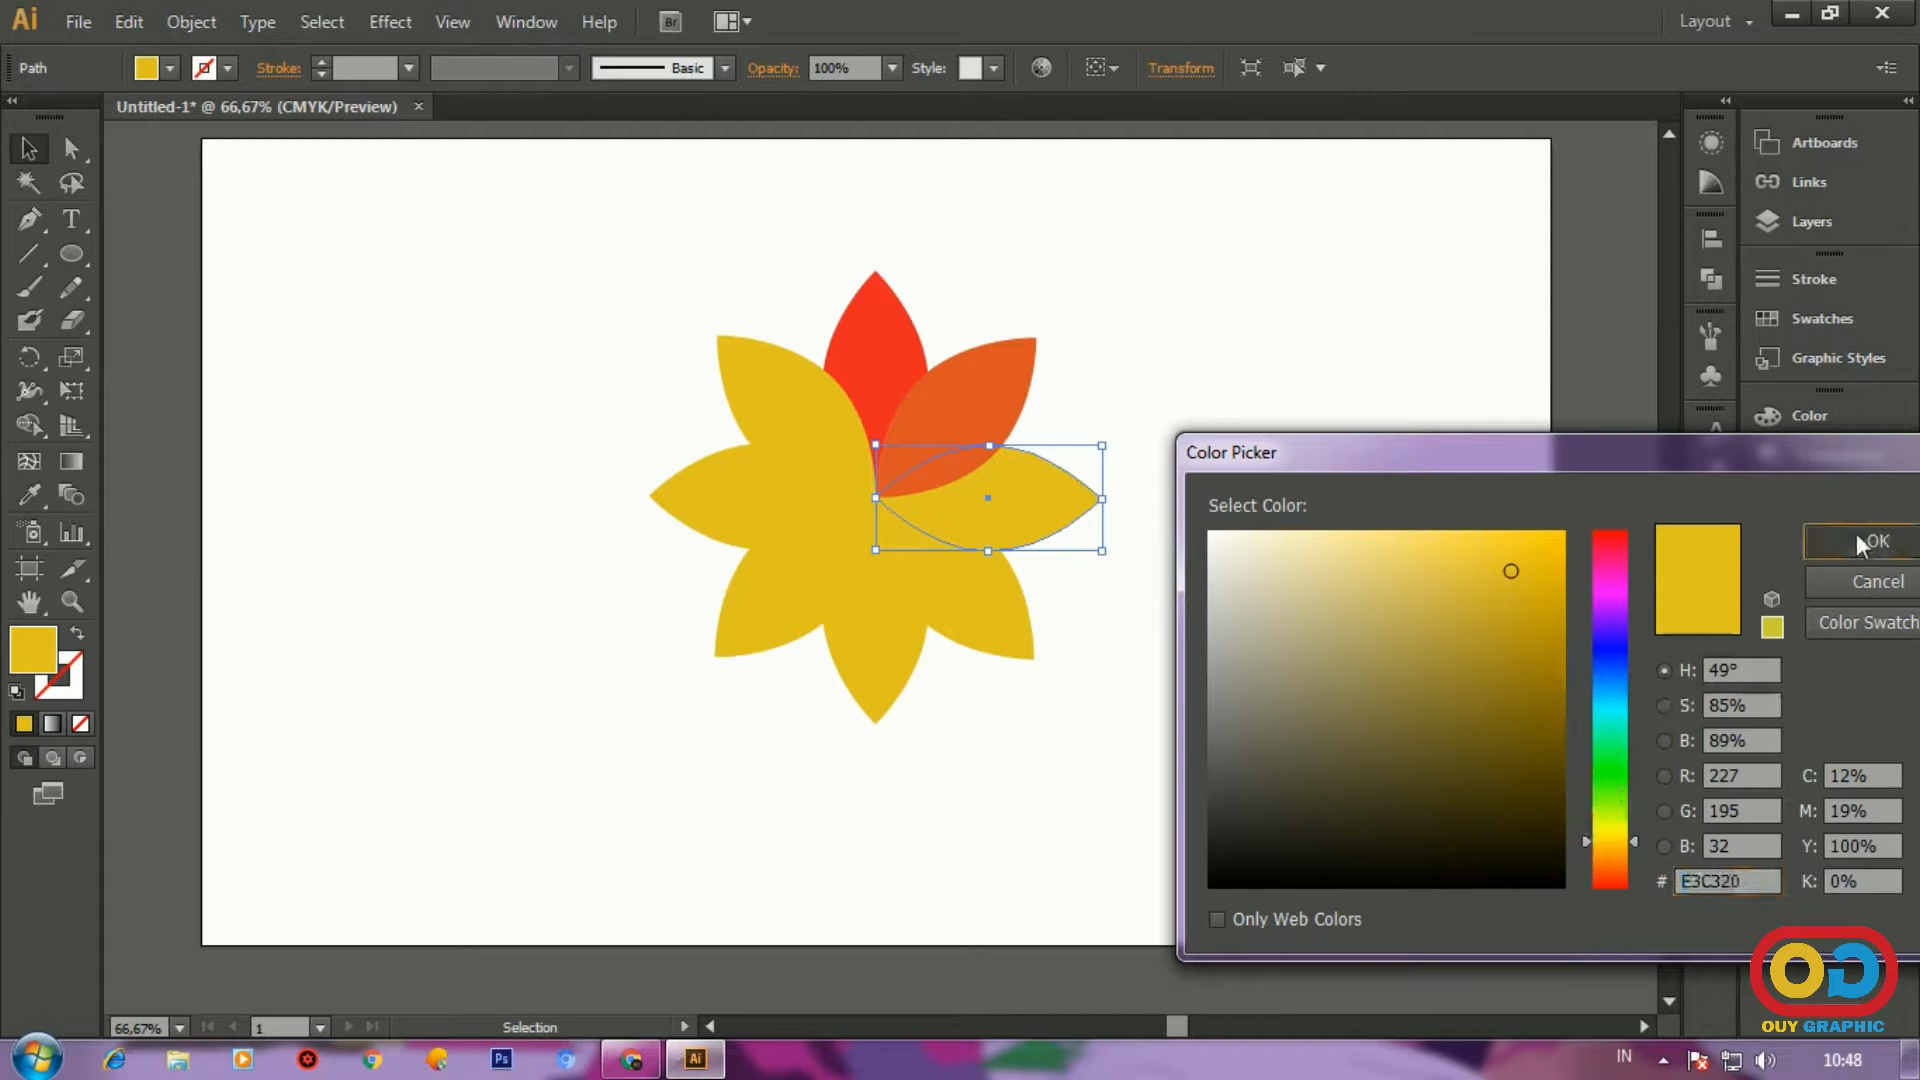 Ai File Edit Object Type Select Effect View Window Help Br Layout
Path Stroke: Basic Opacity: 100% Style: Transform
Untitled-1* @ 66,67% (CMYK/Preview)
Artboards
Links
Layers
Stroke
Swatches
Graphic Styles
Color
Color Picker
Select Color:
OK
Cancel
Color Swatch
H: 49°
S: 85%
B: 89%
R: 227 C: 12%
G: 195 M: 19%
B: 32 Y: 100%
# E3C320 K: 0%
Only Web Colors
OUY GRAPHIC
66,67% 1 Selection
Ps Ai IN 10:48